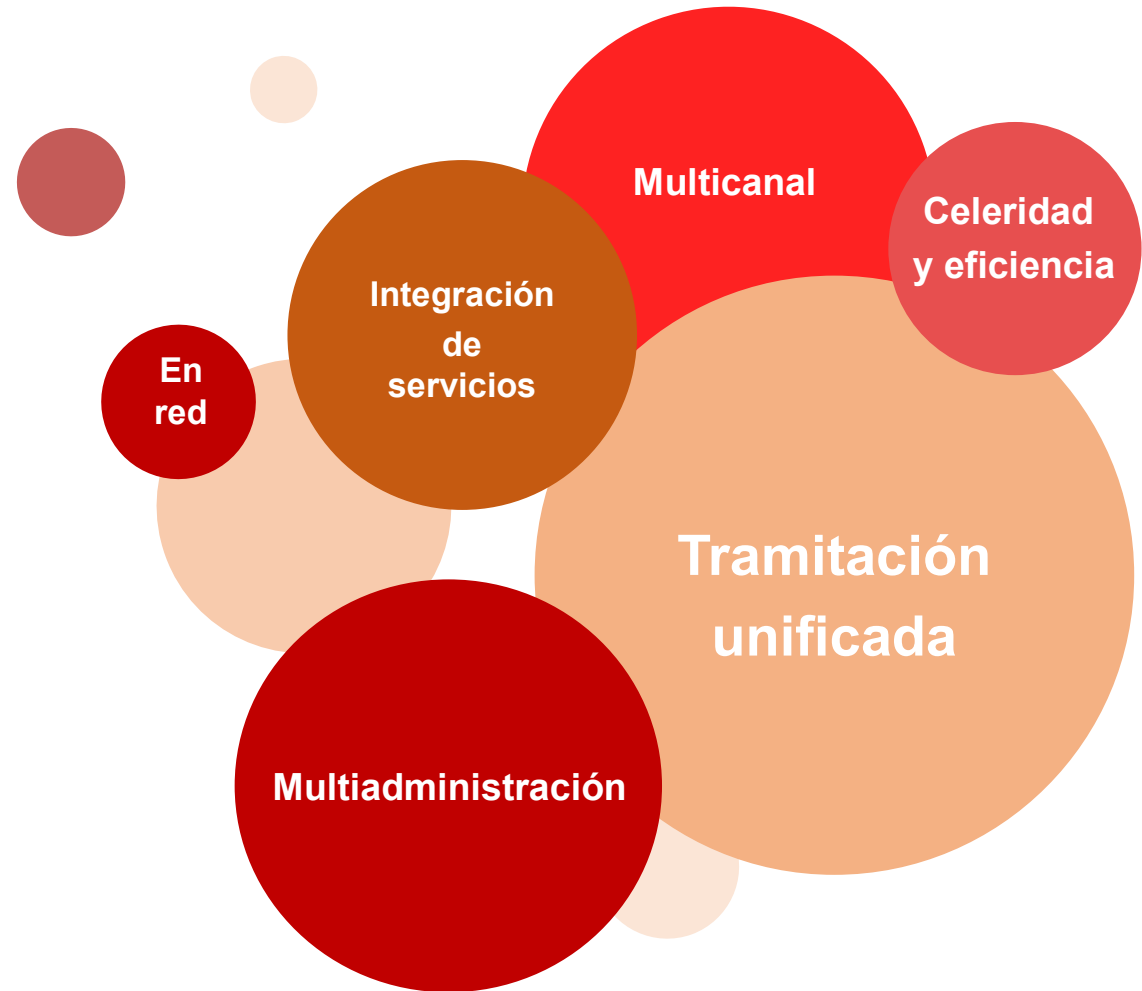 Multicanal
Celeridad
y eficiencia
Integración
de
servicios
En
red
Tramitación
unificada
Multiadministración